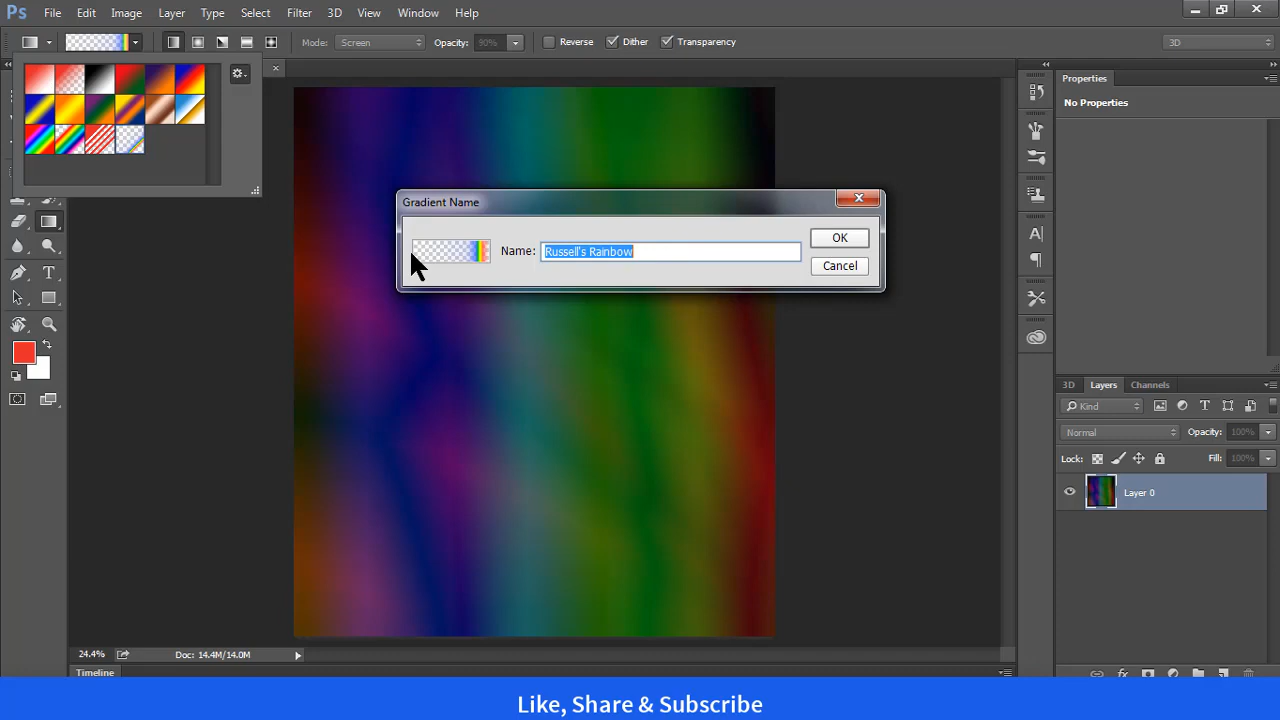 Ps File Edit Image Layer Type Select Filter 3D View Window Help
Mode: Screen Opacity: 90% Reverse Dither Transparency 3D
Properties
No Properties
Gradient Name
Name: Russell's Rainbow
OK
Cancel
3D Layers Channels
Kind
Normal Opacity: 100%
Lock: Fill: 100%
Layer 0
24.4% Doc: 14.4M/14.0M
Timeline
Like, Share & Subscribe